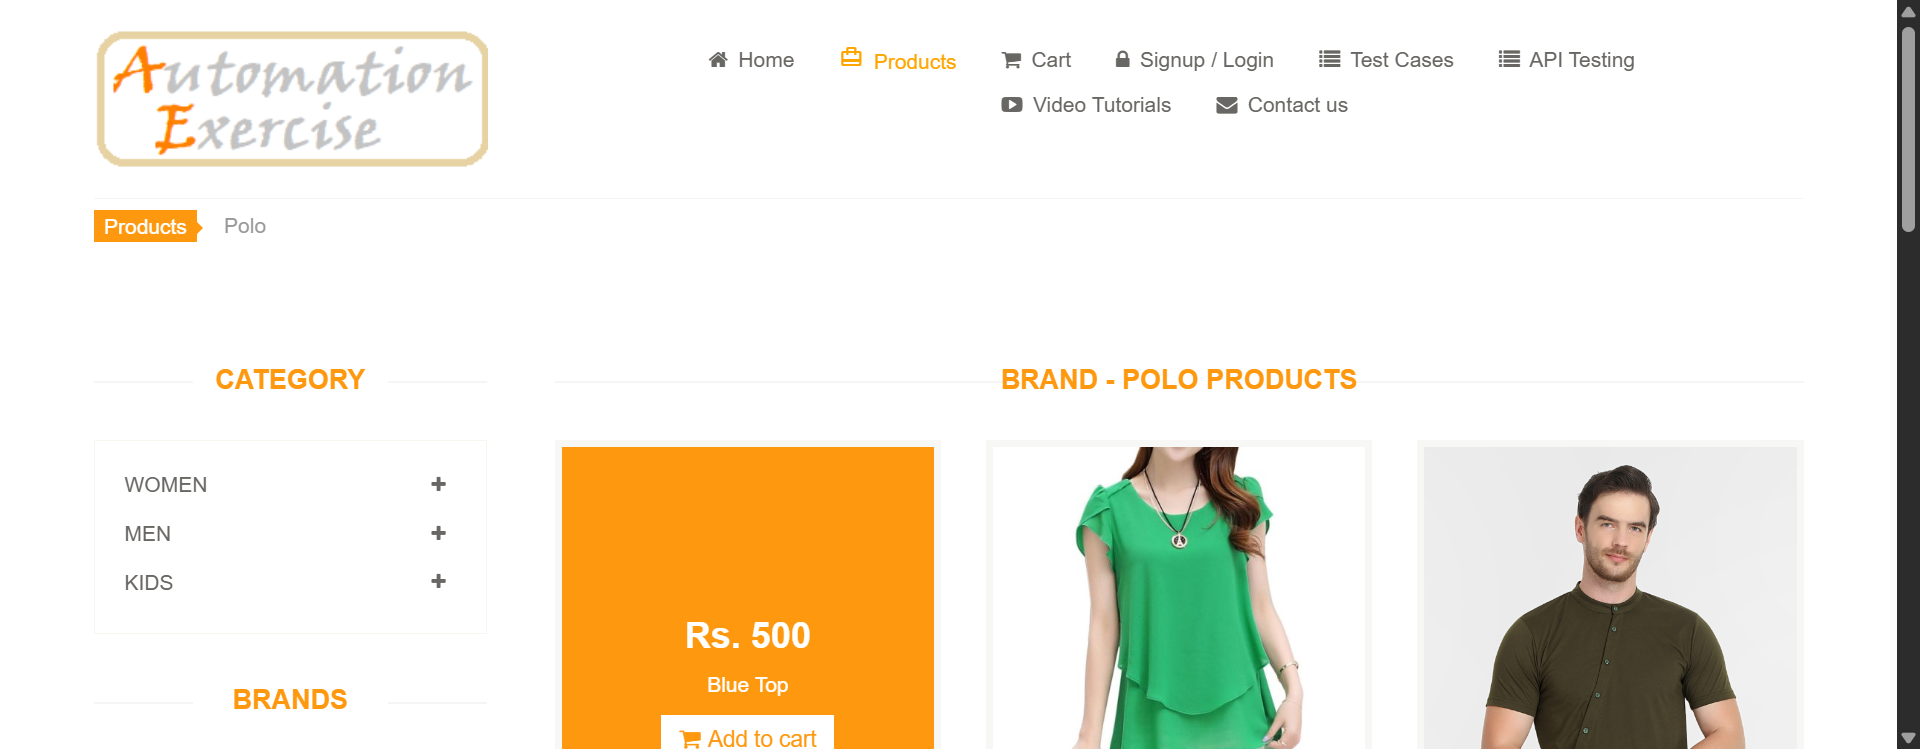 Automation
Exercise
Home
Products
Cart
Signup / Login
Test Cases
API Testing
Video Tutorials
Contact us
Products
Polo
CATEGORY
WOMEN
MEN
KIDS
BRANDS
BRAND - POLO PRODUCTS
Rs. 500
Blue Top
Add to cart